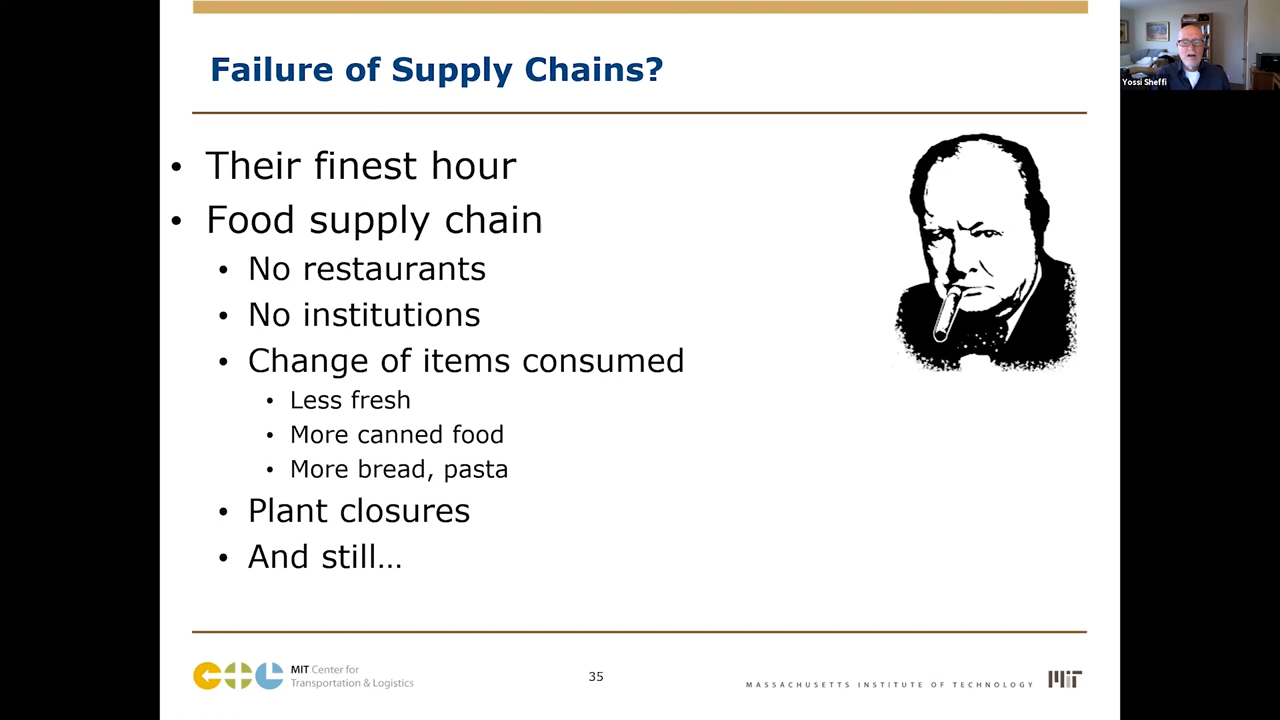 Failure of Supply Chains?
Yossi Sheffi
• Their finest hour
• Food supply chain
• No restaurants
• No institutions
• Change of items consumed
• Less fresh
• More canned food
• More bread, pasta
• Plant closures
• And still…
MIT Center for
Transportation & Logistics
35
MASSACHUSETTS INSTITUTE OF TECHNOLOGY
MIT